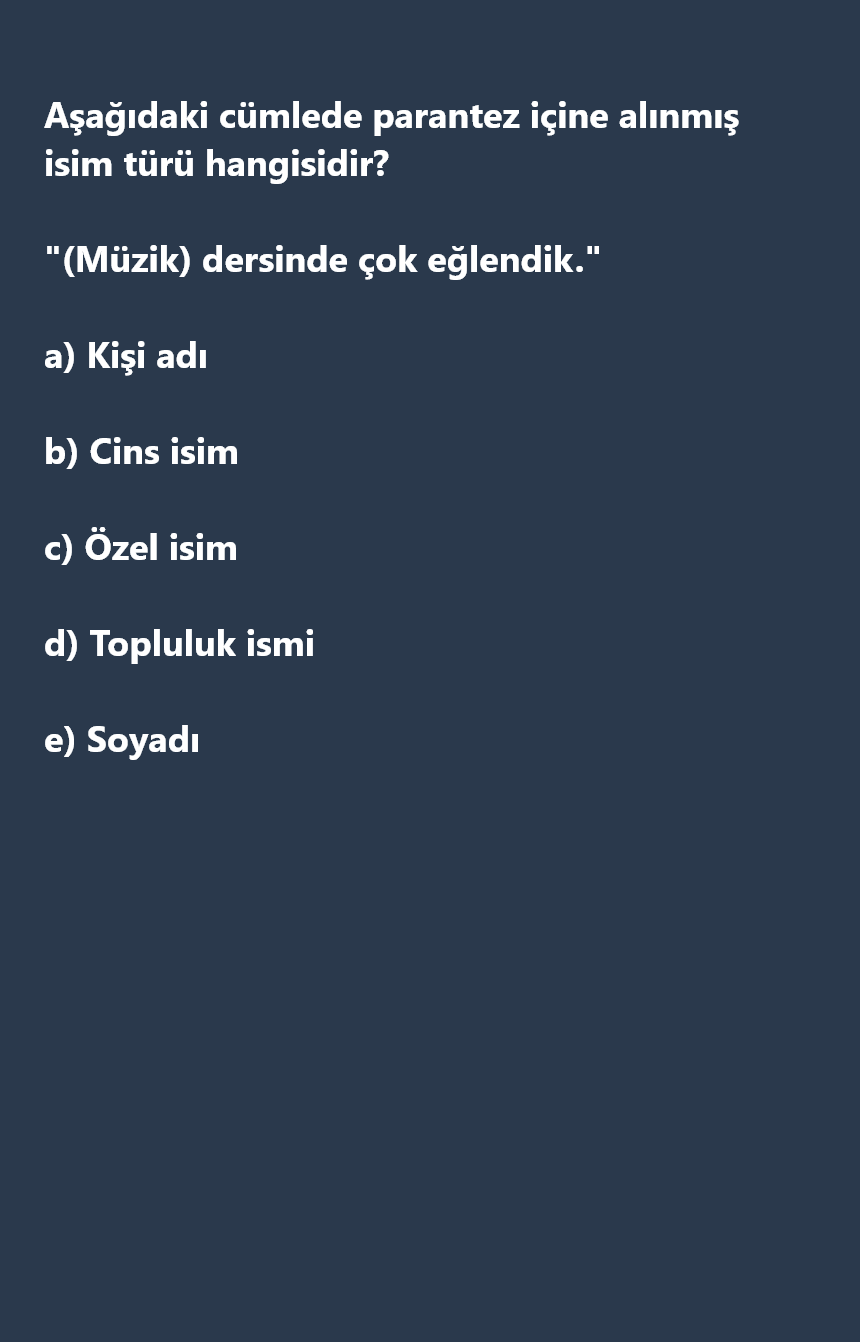 Aşağıdaki cümlede parantez içine alınmış
isim türü hangisidir?
"(Müzik) dersinde çok eğlendik."
a) Kişi adı
b) Cins isim
c) Özel isim
d) Topluluk ismi
e) Soyadı